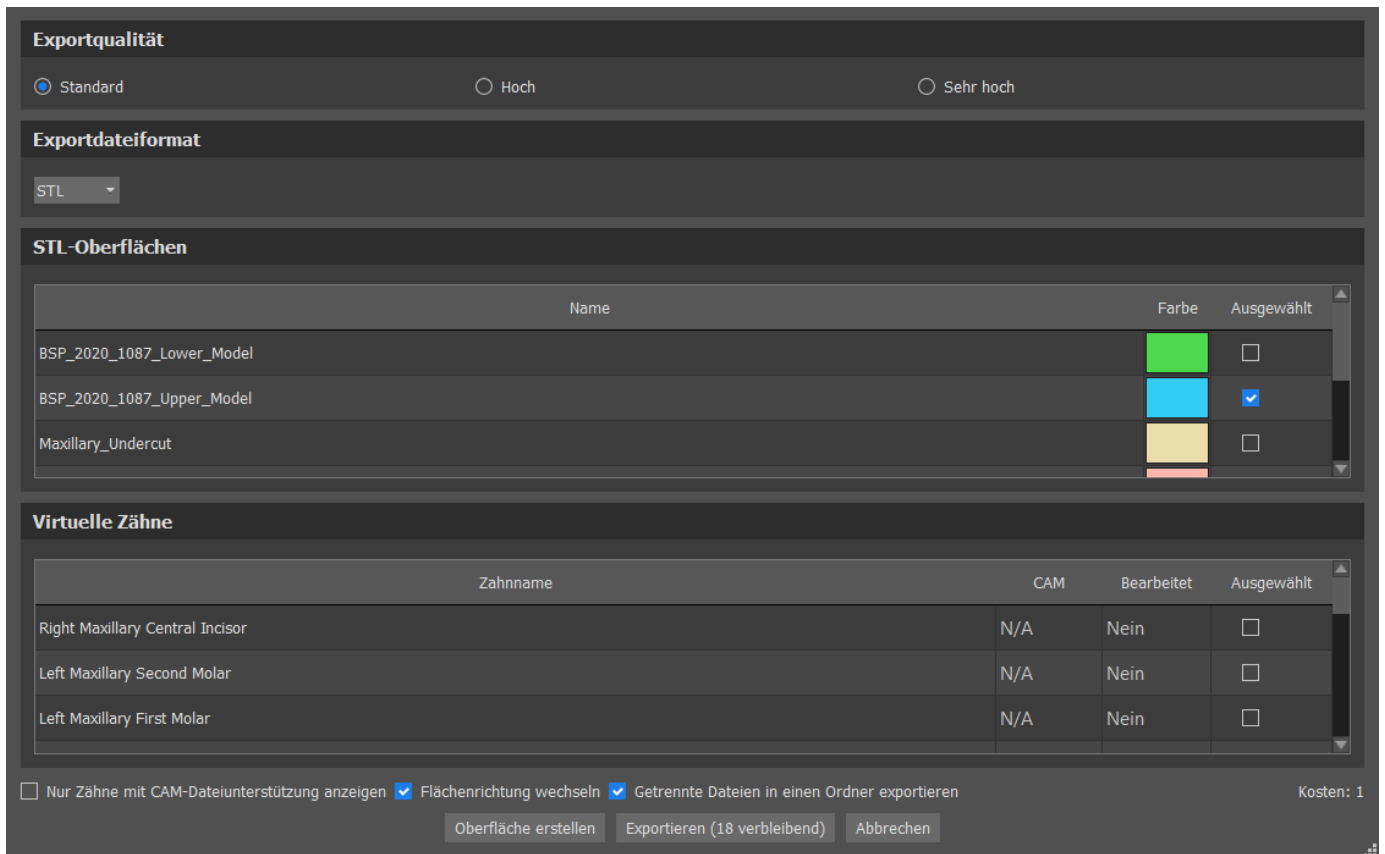 Exportqualität
Standard Hoch Sehr hoch
Exportdateiformat
STL
STL-Oberflächen
Name Farbe Ausgewählt
BSP_2020_1087_Lower_Model
BSP_2020_1087_Upper_Model
Maxillary_Undercut
Virtuelle Zähne
Zahnname CAM Bearbeitet Ausgewählt
Right Maxillary Central Incisor N/A Nein
Left Maxillary Second Molar N/A Nein
Left Maxillary First Molar N/A Nein
Nur Zähne mit CAM-Dateiunterstützung anzeigen Flächenrichtung wechseln Getrennte Dateien in einen Ordner exportieren Kosten: 1
Oberfläche erstellen Exportieren (18 verbleibend) Abbrechen